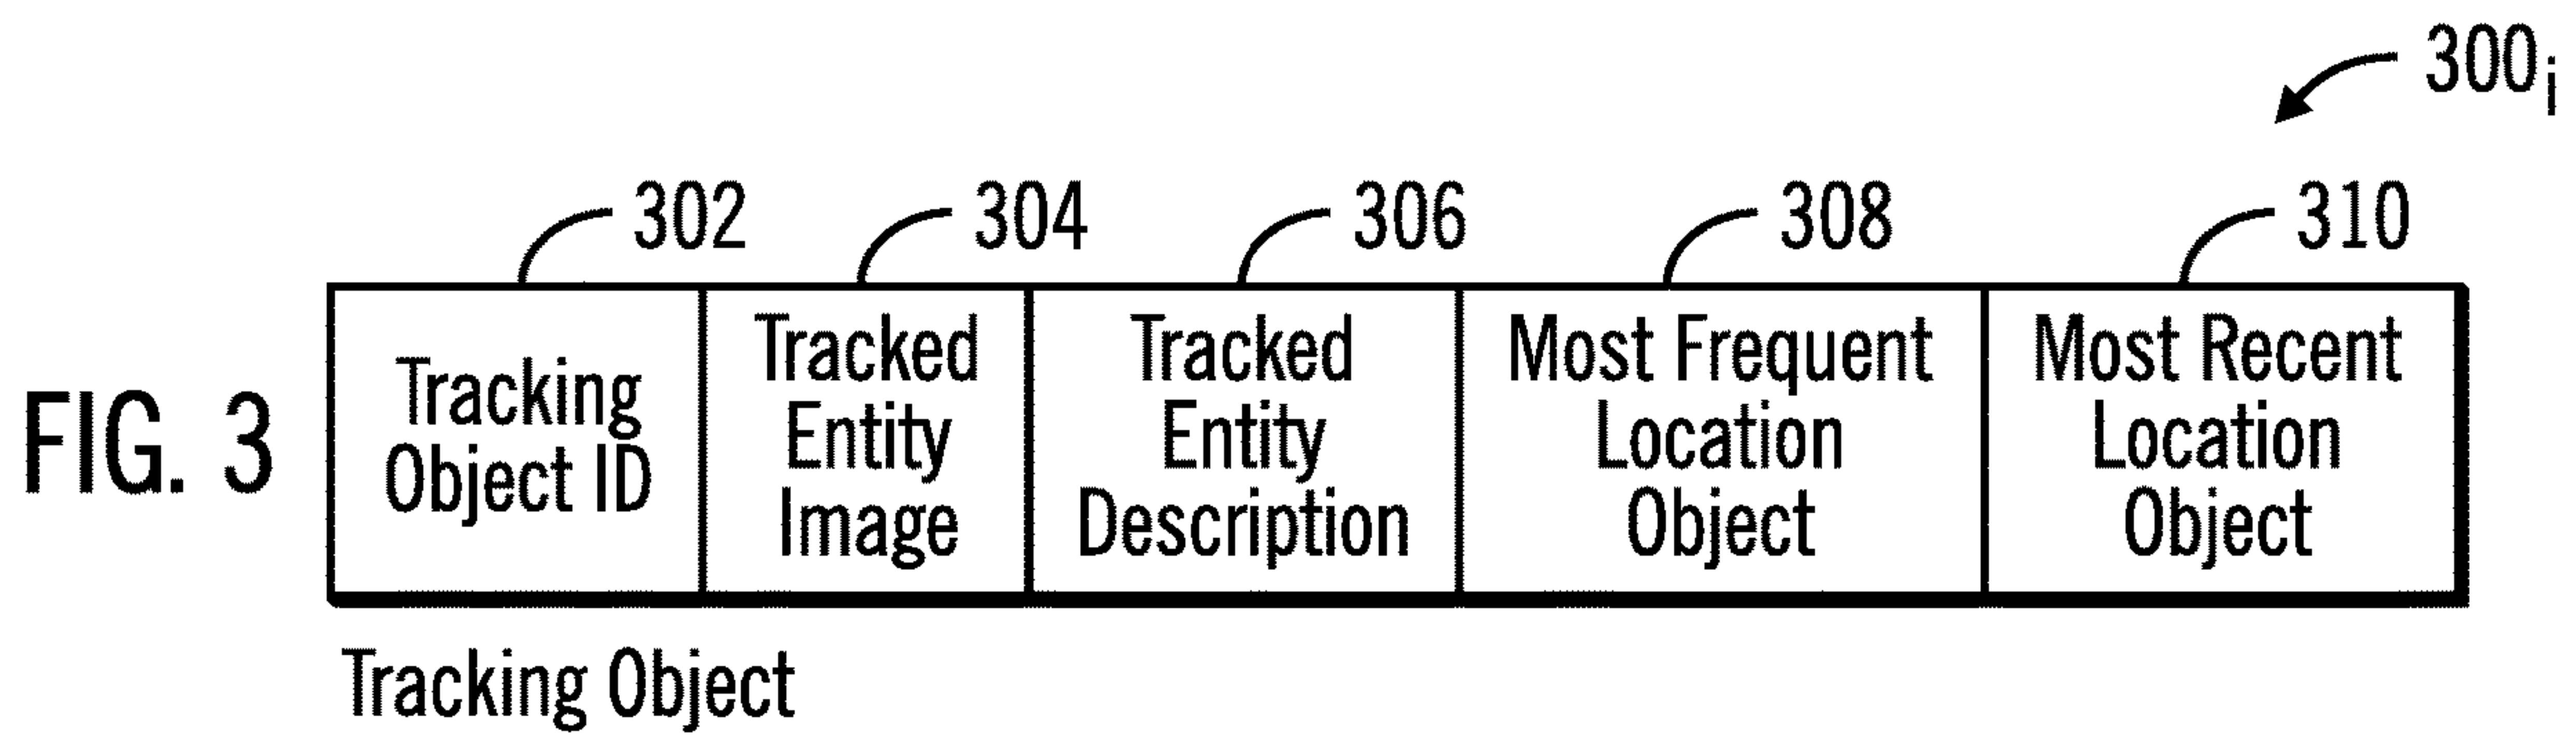 300i
302
304
306
308
310
FIG. 3
Tracking
Object ID
Tracked
Entity
Image
Tracked
Entity
Description
Most Frequent
Location
Object
Most Recent
Location
Object
Tracking Object